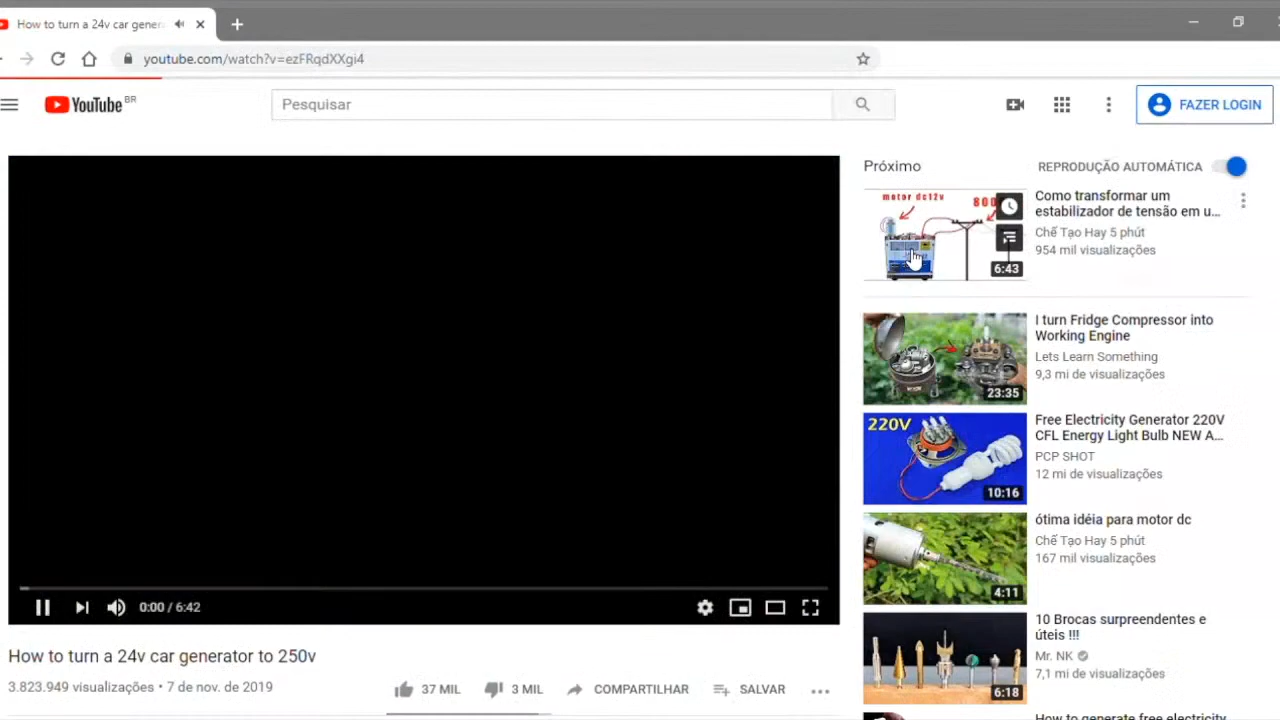 How to turn a 24v car gener
youtube.com/watch?v=ezFRqdXXgi4
YouTube BR
Pesquisar
FAZER LOGIN
Próximo
REPRODUÇÃO AUTOMÁTICA
motor dc12v
800
6:43
Como transformar um
estabilizador de tensão em u...
Chế Tạo Hay 5 phút
954 mil visualizações
23:35
I turn Fridge Compressor into
Working Engine
Lets Learn Something
9,3 mi de visualizações
220V
10:16
Free Electricity Generator 220V
CFL Energy Light Bulb NEW A...
PCP SHOT
12 mi de visualizações
4:11
ótima idéia para motor dc
Chế Tạo Hay 5 phút
167 mil visualizações
6:18
10 Brocas surpreendentes e
úteis !!!
Mr. NK
7,1 mi de visualizações
How to generate free electricity
0:00 / 6:42
How to turn a 24v car generator to 250v
3.823.949 visualizações • 7 de nov. de 2019
37 MIL
3 MIL
COMPARTILHAR
SALVAR